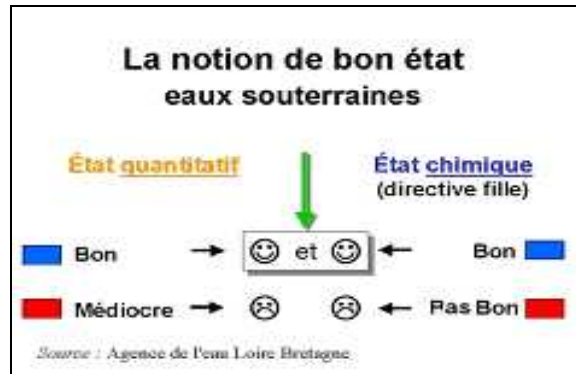 La notion de bon état
eaux souterraines
État quantitatif
État chimique
(directive fille)
Bon et Bon
Médiocre Pas Bon
Source : Agence de l'eau Loire Bretagne